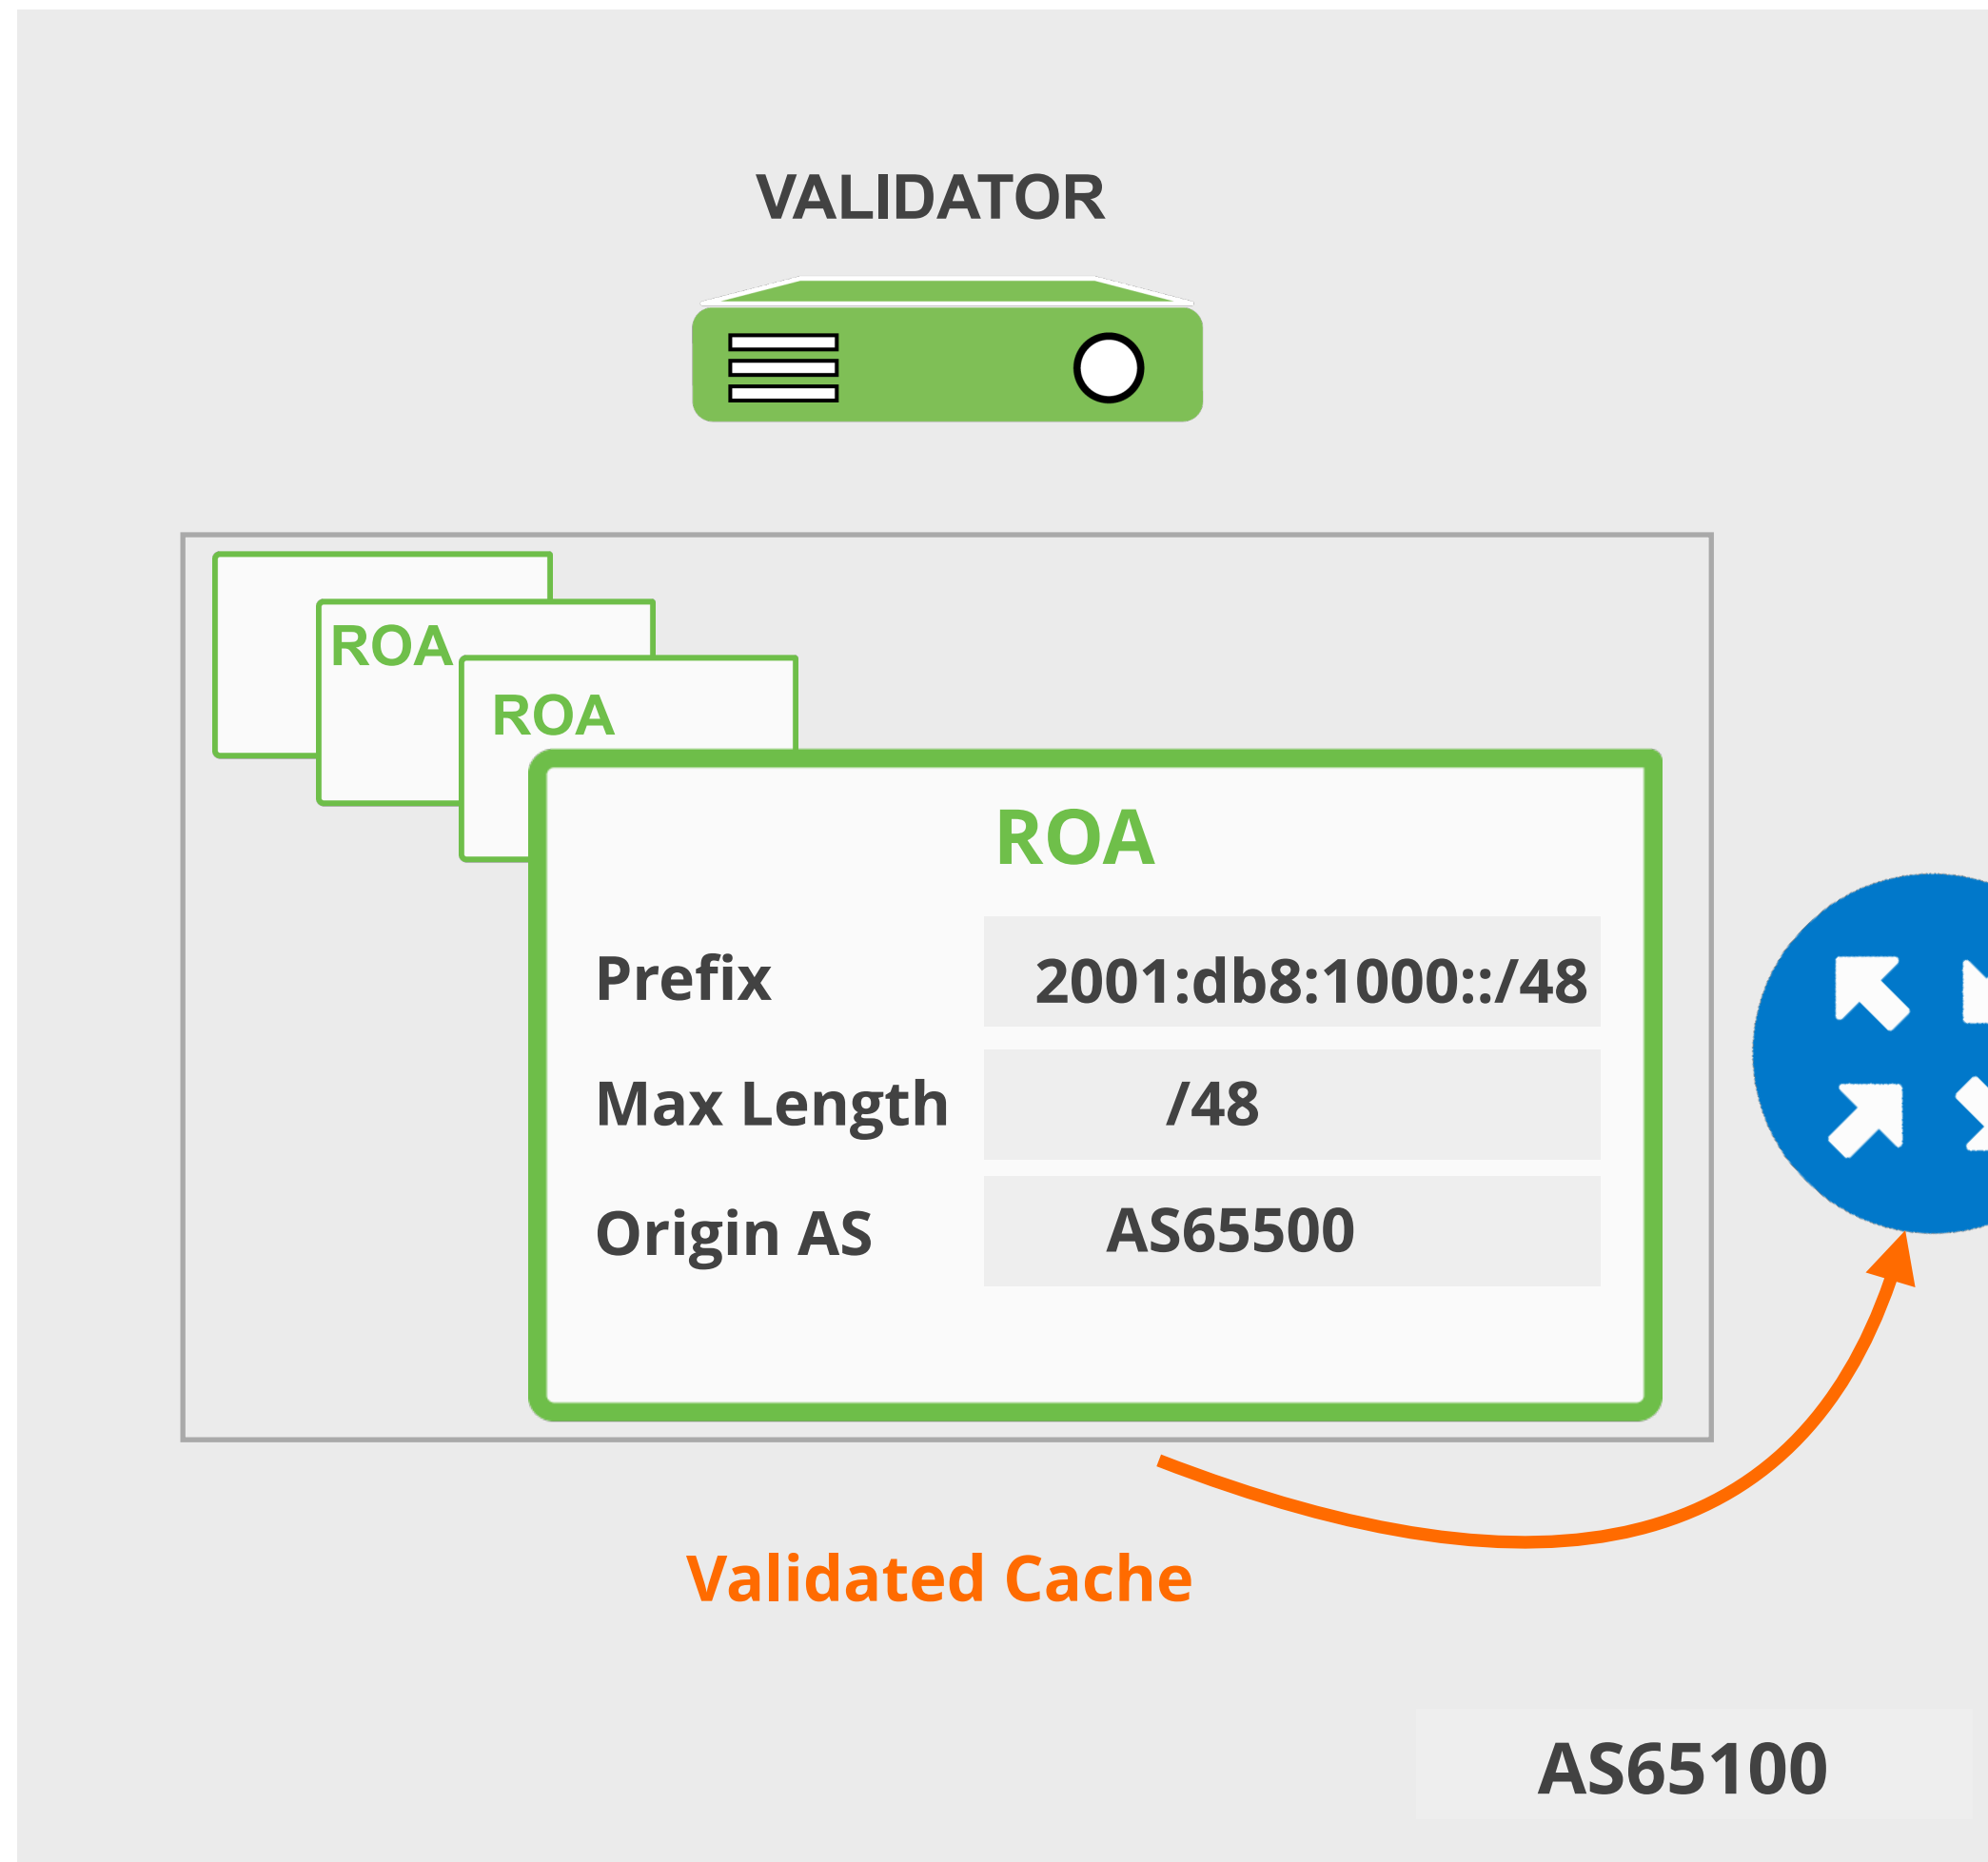 VALIDATOR
ROA
ROA
ROA
Prefix 2001:db8:1000::/48
Max Length /48
Origin AS AS65500
Validated Cache
AS65100